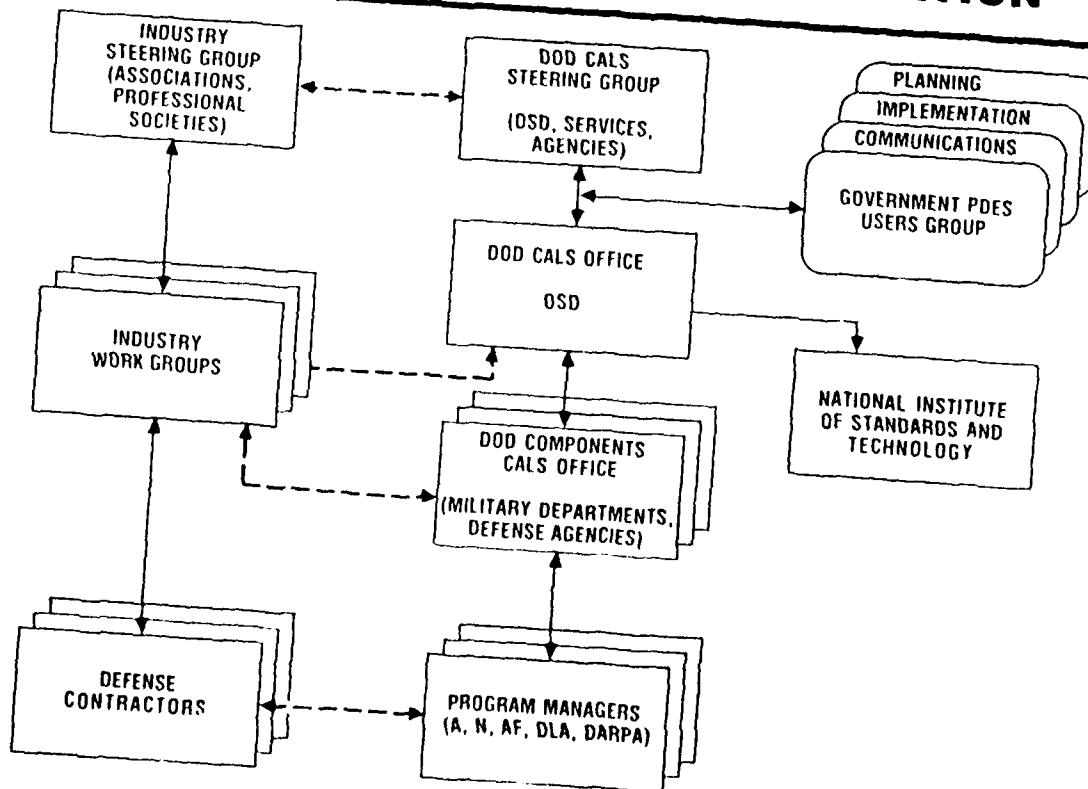 INDUSTRY
STEERING GROUP
(ASSOCIATIONS,
PROFESSIONAL
SOCIETIES)
DOD CALS
STEERING GROUP
(OSD, SERVICES,
AGENCIES)
PLANNING
IMPLEMENTATION
COMMUNICATIONS
GOVERNMENT PDES
USERS GROUP
DOD CALS OFFICE
OSD
INDUSTRY
WORK GROUPS
NATIONAL INSTITUTE
OF STANDARDS AND
TECHNOLOGY
DOD COMPONENTS
CALS OFFICE
(MILITARY DEPARTMENTS,
DEFENSE AGENCIES)
DEFENSE
CONTRACTORS
PROGRAM MANAGERS
(A, N, AF, DLA, DARPA)